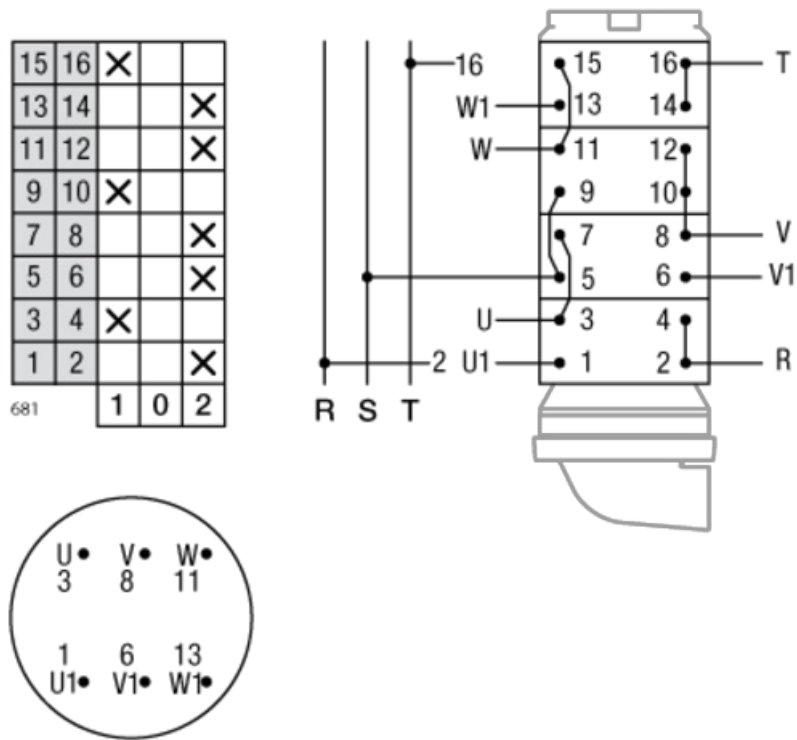 15 16
13 14
11 12
9 10
7 8
5 6
3 4
1 2
681 1 0 2
16
W1
W
U
2 U1
R S T
15 16 T
13 14
11 12
9 10
7 8 V
5 6 V1
3 4
1 2 R
U V W
3 8 11
1 6 13
U1 V1 W1